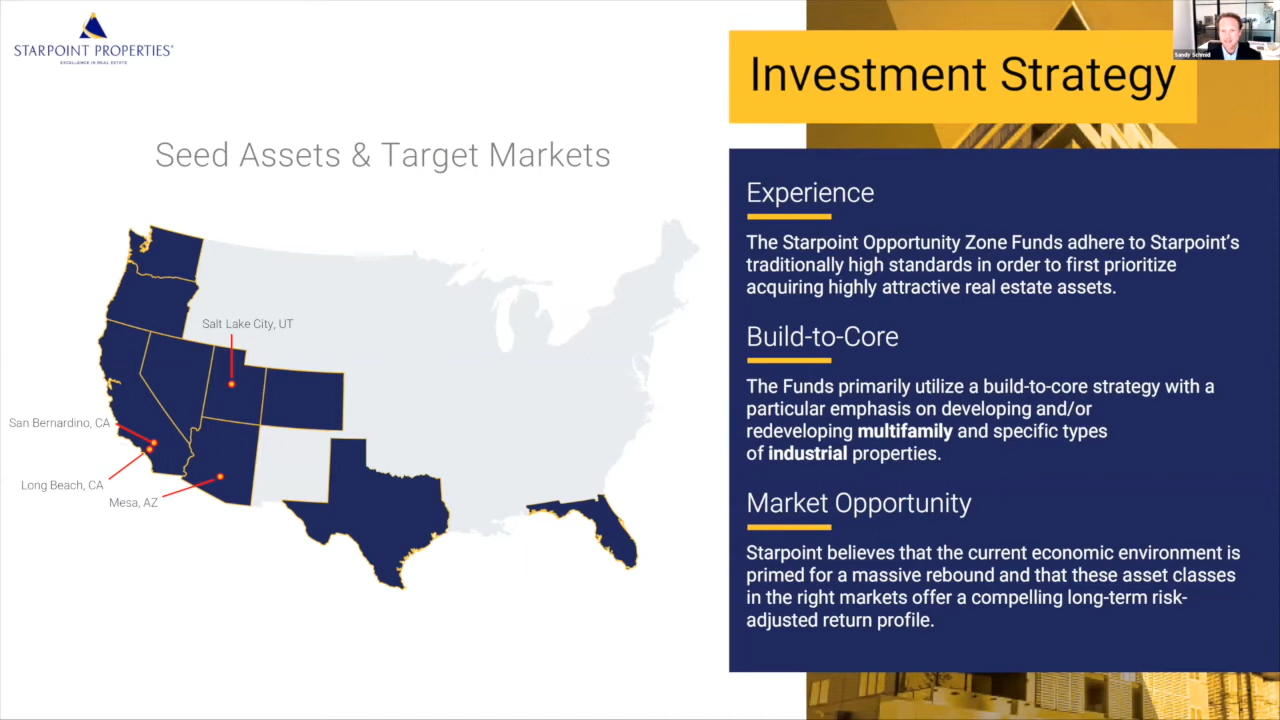 STARPOINT PROPERTIES®
EXCELLENCE IN REAL ESTATE
Sandy Schmid
Investment Strategy
Seed Assets & Target Markets
Salt Lake City, UT
San Bernardino, CA
Long Beach, CA
Mesa, AZ
Experience
The Starpoint Opportunity Zone Funds adhere to Starpoint’s
traditionally high standards in order to first prioritize
acquiring highly attractive real estate assets.
Build-to-Core
The Funds primarily utilize a build-to-core strategy with a
particular emphasis on developing and/or
redeveloping multifamily and specific types
of industrial properties.
Market Opportunity
Starpoint believes that the current economic environment is
primed for a massive rebound and that these asset classes
in the right markets offer a compelling long-term risk-
adjusted return profile.